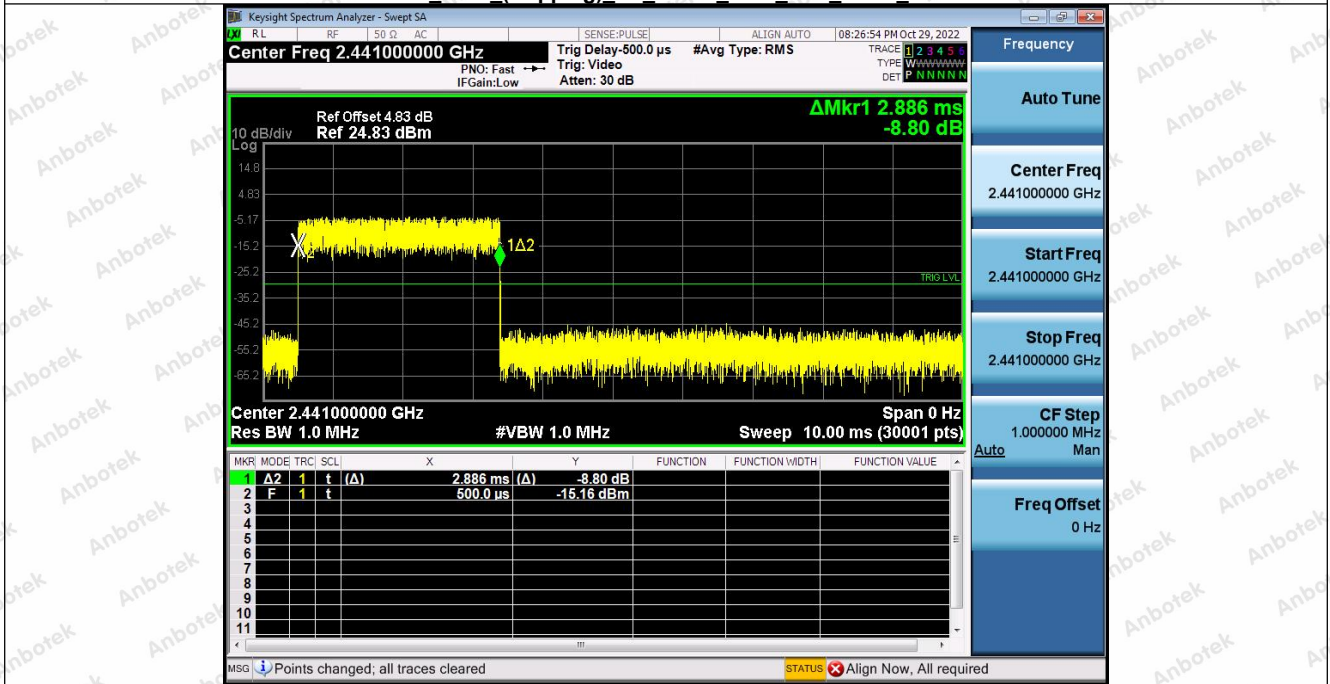 Keysight Spectrum Analyzer - Swept SA
LXI RL RF 50 Ω AC SENSE:PULSE ALIGN AUTO 08:26:54 PM Oct 29, 2022
Center Freq 2.441000000 GHz
PNO: Fast
IFGain:Low
Trig Delay-500.0 µs
Trig: Video
Atten: 30 dB
#Avg Type: RMS
TRACE 1 2 3 4 5 6
TYPE WWWWWW
DET P N N N N N
ΔMkr1 2.886 ms
-8.80 dB
Ref Offset 4.83 dB
10 dB/div Ref 24.83 dBm
Log
14.8
4.83
-5.17
-15.2
-25.2
-35.2
-45.2
-55.2
-65.2
X2
1Δ2
TRIG LVL
Center 2.441000000 GHz Span 0 Hz
Res BW 1.0 MHz #VBW 1.0 MHz Sweep 10.00 ms (30001 pts)
MKR MODE TRC SCL X Y FUNCTION FUNCTION WIDTH FUNCTION VALUE
1 Δ2 1 t (Δ) 2.886 ms (Δ) -8.80 dB
2 F 1 t 500.0 µs -15.16 dBm
3
4
5
6
7
8
9
10
11
MSG Points changed; all traces cleared STATUS Align Now, All required
Frequency
Auto Tune
Center Freq
2.441000000 GHz
Start Freq
2.441000000 GHz
Stop Freq
2.441000000 GHz
CF Step
1.000000 MHz
Auto Man
Freq Offset
0 Hz
Anbotek